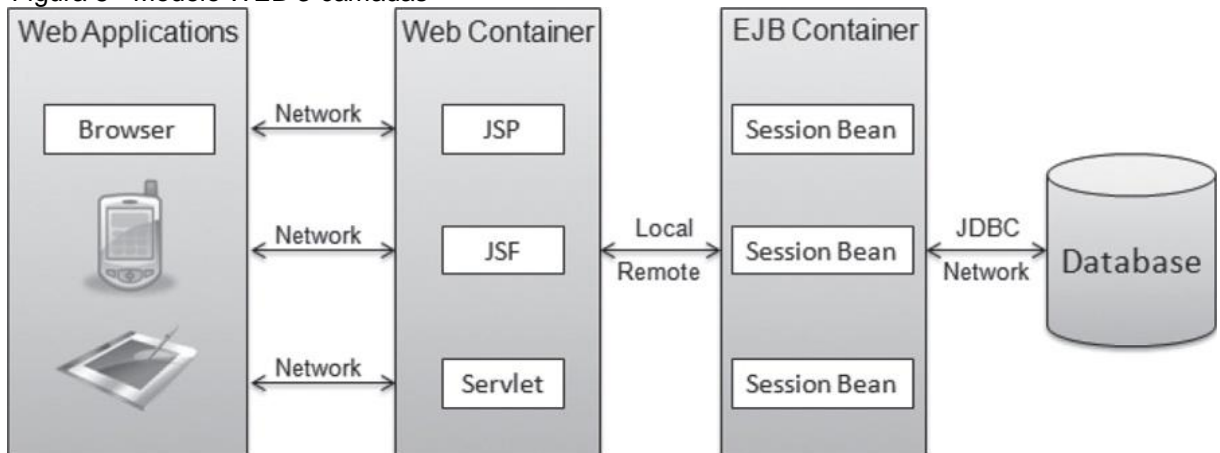 Web Applications
Web Container
EJB Container
Browser
Network
JSP
Session Bean
Network
JSF
Local
Remote
Session Bean
JDBC
Network
Database
Network
Servlet
Session Bean